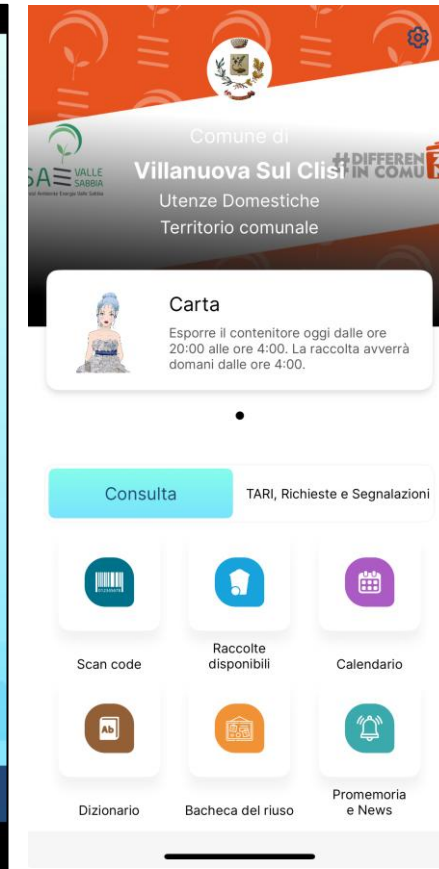 Comune di
Villanuova Sul Clisi
#DIFFEREN
IN COMU
SAE VALLE
SABBIA
Utenze Domestiche
Territorio comunale
Carta
Esporre il contenitore oggi dalle ore
20:00 alle ore 4:00. La raccolta avverrà
domani dalle ore 4:00.
Consulta
TARI, Richieste e Segnalazioni
Scan code
Raccolte
disponibili
Calendario
Ab
Dizionario
Bacheca del riuso
Promemoria
e News